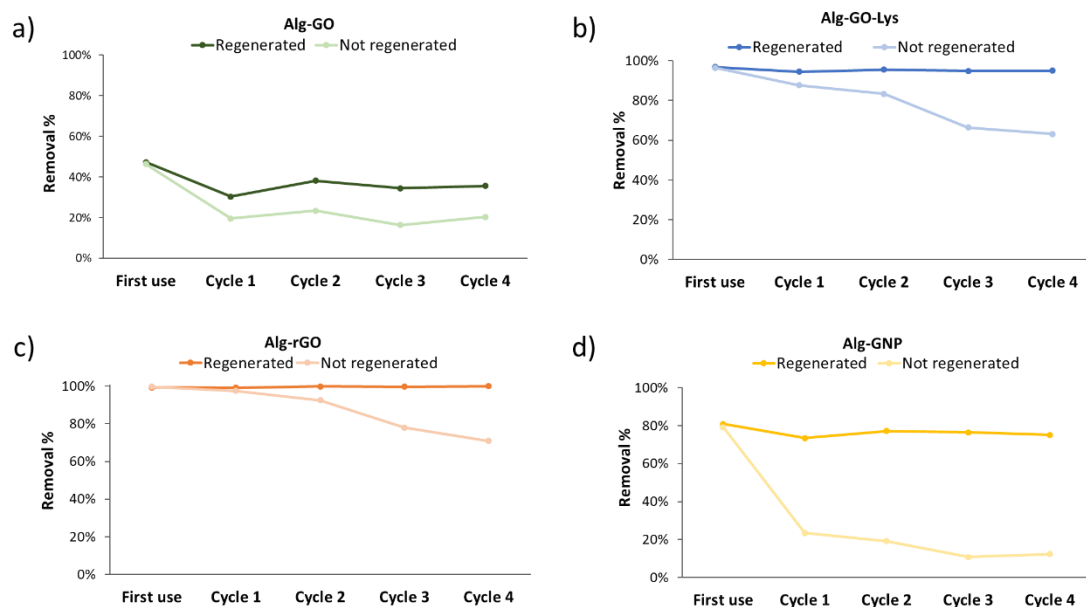 a)
Alg-GO
Regenerated Not regenerated
Removal %
100%
80%
60%
40%
20%
0%
First use Cycle 1 Cycle 2 Cycle 3 Cycle 4
b)
Alg-GO-Lys
Regenerated Not regenerated
Removal %
100%
80%
60%
40%
20%
0%
First use Cycle 1 Cycle 2 Cycle 3 Cycle 4
c)
Alg-rGO
Regenerated Not regenerated
Removal %
100%
80%
60%
40%
20%
0%
First use Cycle 1 Cycle 2 Cycle 3 Cycle 4
d)
Alg-GNP
Regenerated Not regenerated
Removal %
100%
80%
60%
40%
20%
0%
First use Cycle 1 Cycle 2 Cycle 3 Cycle 4